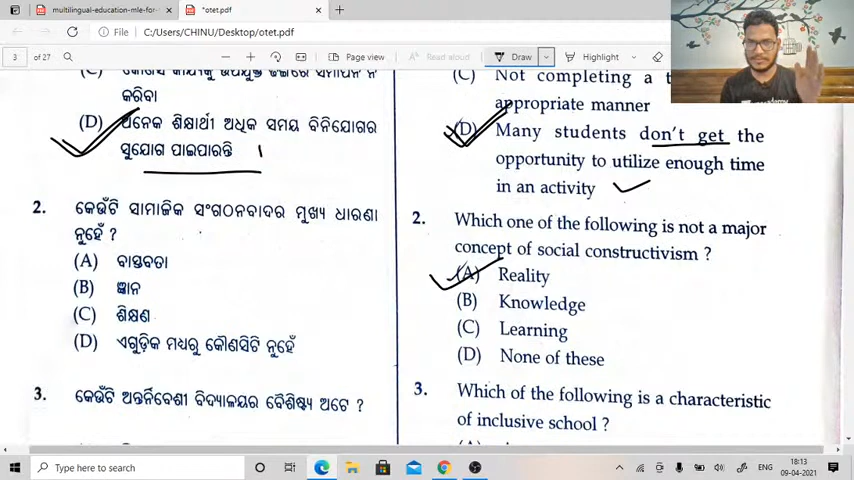 multilingual-education-mle-for-
*otet.pdf
File
C:/Users/CHINU/Desktop/otet.pdf
3
of 27
Page view
Read aloud
Draw
Highlight
କରିବା
(D) ଅନେକ ଶିକ୍ଷାର୍ଥୀ ଅଧିକ ସମୟ ବିନିଯୋଗର
ସୁଯୋଗ ପାଇପାରନ୍ତି
2. କେଉଁଟି ସାମାଜିକ ସଂଗଠନବାଦର ମୁଖ୍ୟ ଧାରଣା
ନୁହେଁ ?
(A) ବାସ୍ତବତା
(B) ଜ୍ଞାନ
(C) ଶିକ୍ଷଣ
(D) ଏଗୁଡ଼ିକ ମଧ୍ୟରୁ କୌଣସିଟି ନୁହେଁ
3. କେଉଁଟି ଅନ୍ତର୍ନିବେଶୀ ବିଦ୍ୟାଳୟର ବୈଶିଷ୍ଟ୍ୟ ଅଟେ ?
(C) Not completing a
appropriate manner
(D) Many students don't get the
opportunity to utilize enough time
in an activity
2. Which one of the following is not a major
concept of social constructivism ?
(A) Reality
(B) Knowledge
(C) Learning
(D) None of these
3. Which of the following is a characteristic
of inclusive school ?
Type here to search
ENG
18:13
09-04-2021